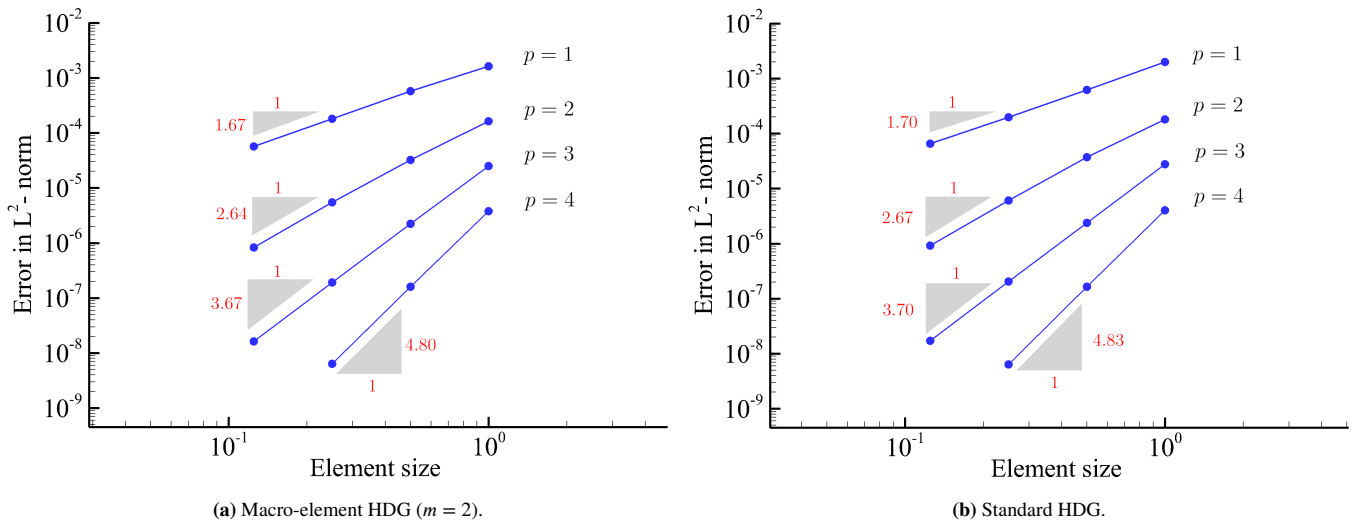 10^-2
10^-3
10^-4
10^-5
10^-6
10^-7
10^-8
10^-9
Error in L^2- norm
p = 1
p = 2
p = 3
p = 4
1
1.67
1
2.64
1
3.67
4.80
1
10^-1
10^0
Element size
(a) Macro-element HDG (m = 2).
10^-2
10^-3
10^-4
10^-5
10^-6
10^-7
10^-8
10^-9
Error in L^2- norm
p = 1
p = 2
p = 3
p = 4
1
1.70
1
2.67
1
3.70
4.83
1
10^-1
10^0
Element size
(b) Standard HDG.